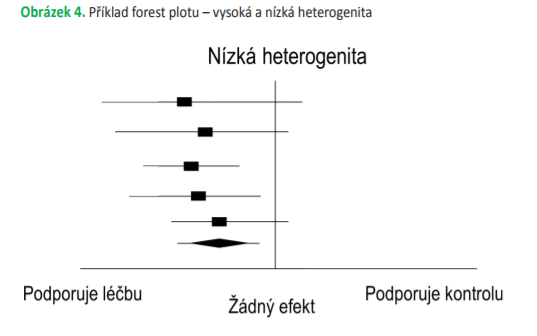 Obrázek 4. Příklad forest plotu – vysoká a nízká heterogenita
Nízká heterogenita
Podporuje léčbu
Žádný efekt
Podporuje kontrolu